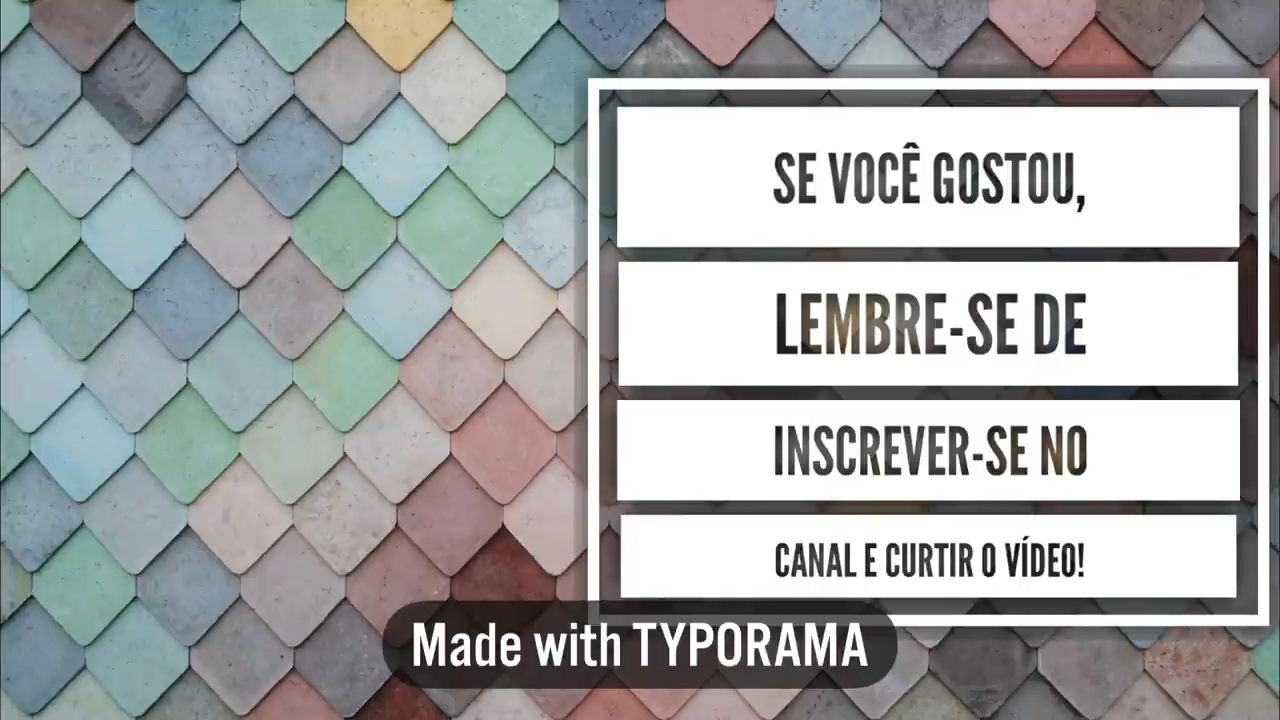 SE VOCÊ GOSTOU,
LEMBRE-SE DE
INSCREVER-SE NO
CANAL E CURTIR O VÍDEO!
Made with TYPORAMA